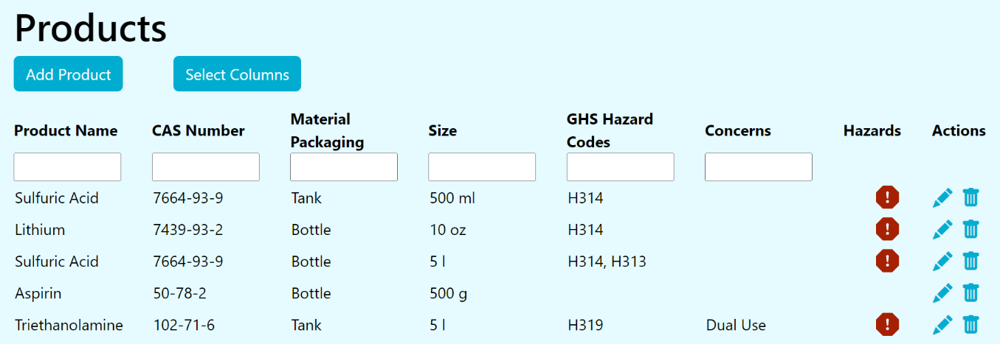 Products
Add Product Select Columns
Product Name CAS Number Material Packaging Size GHS Hazard Codes Concerns Hazards Actions
Sulfuric Acid 7664-93-9 Tank 500 ml H314
Lithium 7439-93-2 Bottle 10 oz H314
Sulfuric Acid 7664-93-9 Bottle 5 l H314, H313
Aspirin 50-78-2 Bottle 500 g
Triethanolamine 102-71-6 Tank 5 l H319 Dual Use